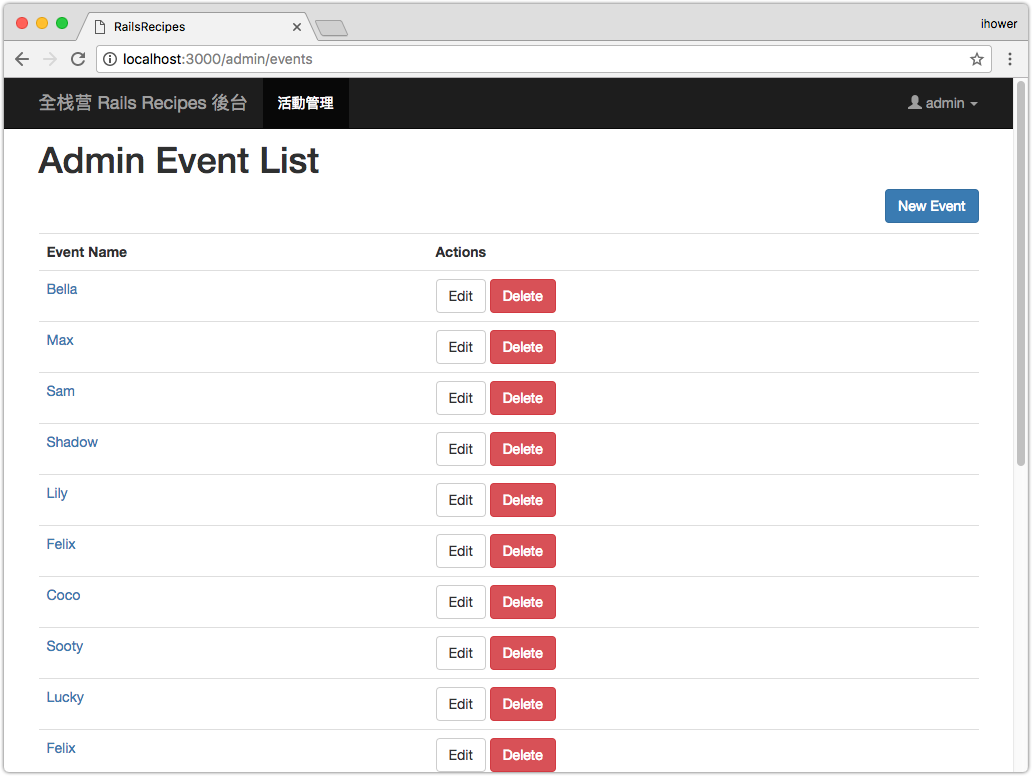 RailsRecipes
ihower
localhost:3000/admin/events
全栈营 Rails Recipes 後台 活動管理 admin
Admin Event List
New Event
Event Name Actions
Bella Edit Delete
Max Edit Delete
Sam Edit Delete
Shadow Edit Delete
Lily Edit Delete
Felix Edit Delete
Coco Edit Delete
Sooty Edit Delete
Lucky Edit Delete
Felix Edit Delete